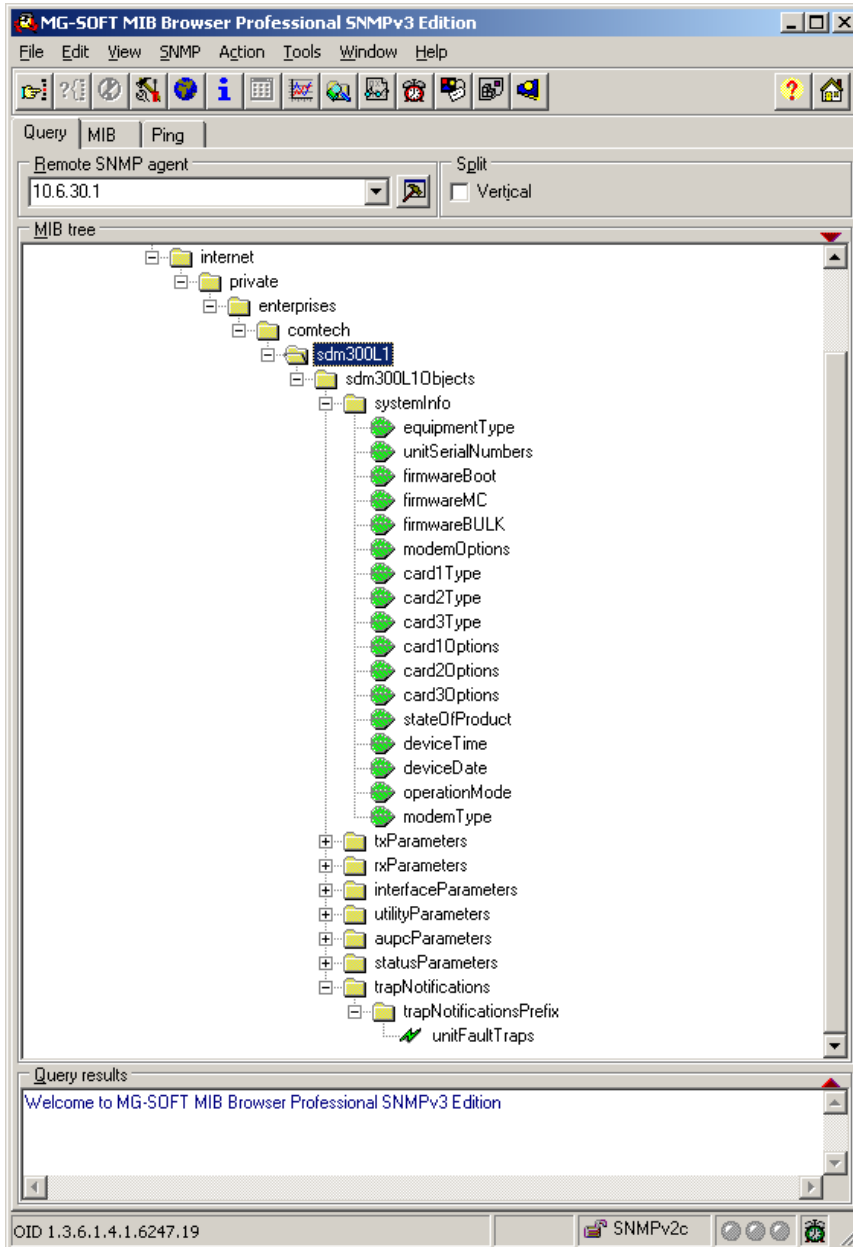 MG-SOFT MIB Browser Professional SNMPv3 Edition
File Edit View SNMP Action Tools Window Help
Query MIB Ping
Remote SNMP agent
Split
10.6.30.1
Vertical
MIB tree
internet
private
enterprises
comtech
sdm300L1
sdm300L1Objects
systemInfo
equipmentType
unitSerialNumbers
firmwareBoot
firmwareMC
firmwareBULK
modemOptions
card1Type
card2Type
card3Type
card1Options
card2Options
card3Options
stateOfProduct
deviceTime
deviceDate
operationMode
modemType
txParameters
rxParameters
interfaceParameters
utilityParameters
aupcParameters
statusParameters
trapNotifications
trapNotificationsPrefix
unitFaultTraps
Query results
Welcome to MG-SOFT MIB Browser Professional SNMPv3 Edition
OID 1.3.6.1.4.1.6247.19
SNMPv2c